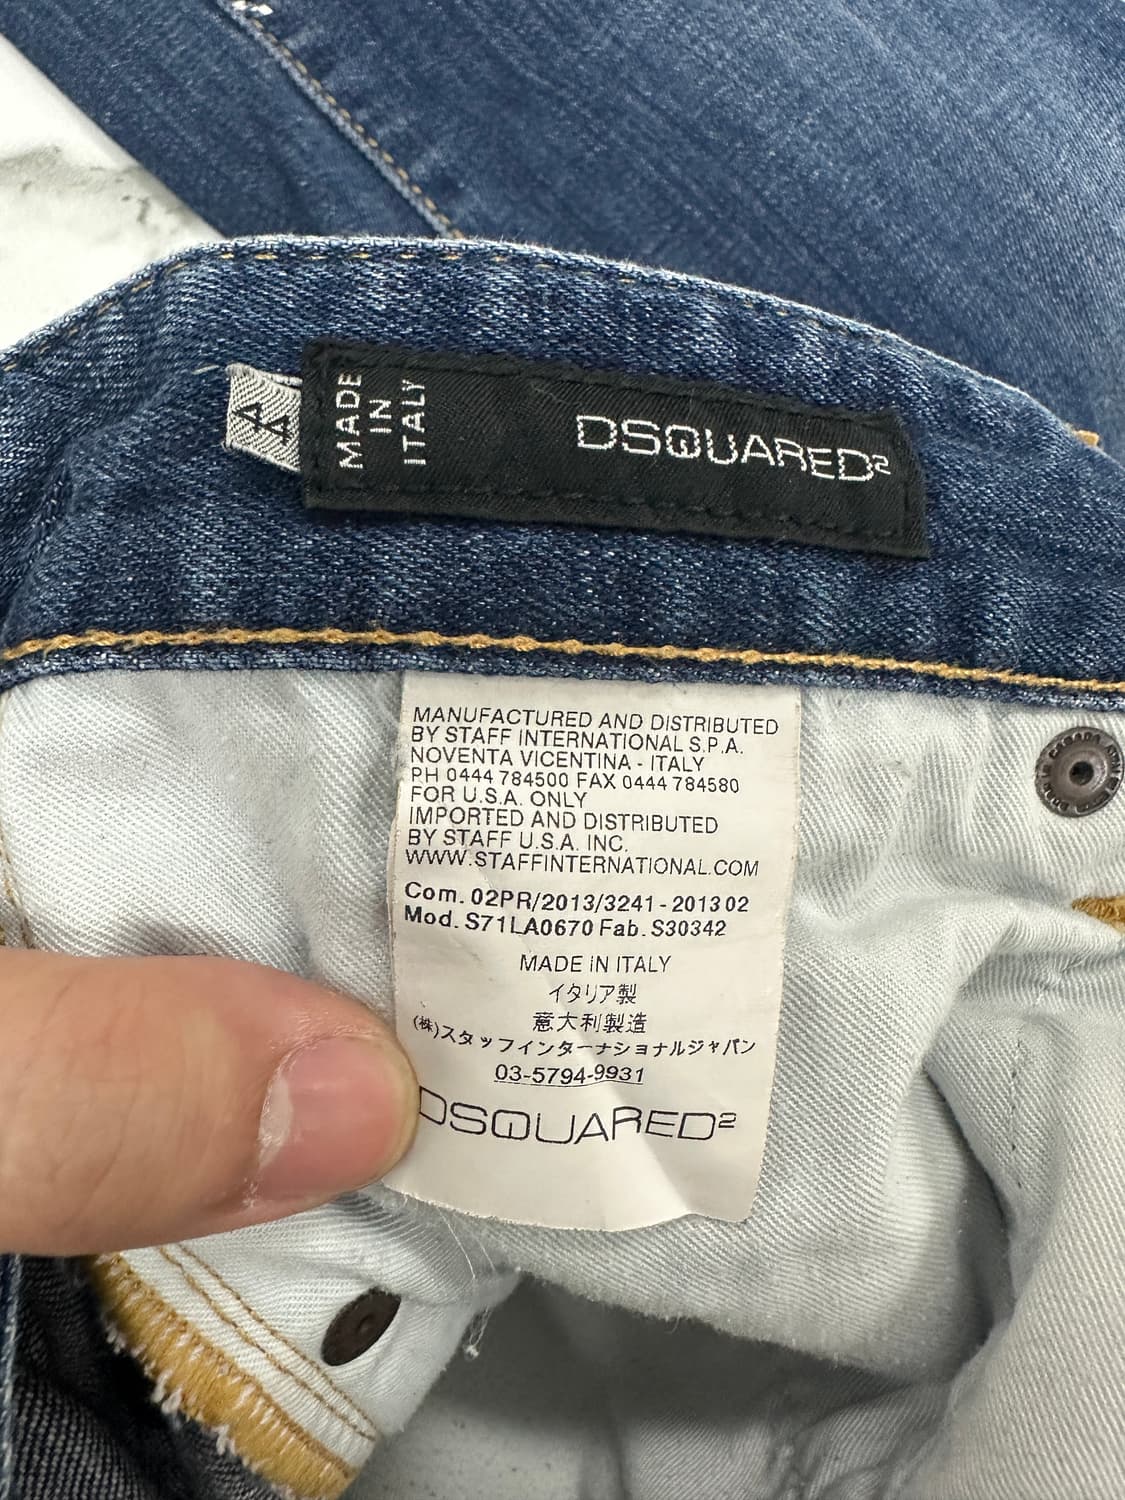 44
MADE
IN
ITALY
DSQUARED2
MANUFACTURED AND DISTRIBUTED
BY STAFF INTERNATIONAL S.P.A.
NOVENTA VICENTINA - ITALY
PH 0444 784500 FAX 0444 784580
FOR U.S.A. ONLY
IMPORTED AND DISTRIBUTED
BY STAFF U.S.A. INC.
WWW.STAFFINTERNATIONAL.COM
Com. 02PR/2013/3241 - 2013 02
Mod. S71LA0670 Fab. S30342
MADE IN ITALY
イタリア製
意大利製造
(株)スタッフインターナショナルジャパン
03-5794-9931
DSQUARED2